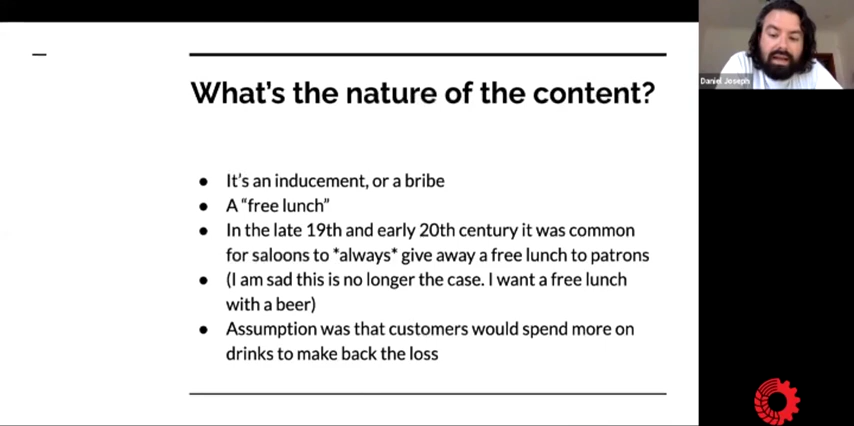 What's the nature of the content?
● It's an inducement, or a bribe
● A “free lunch”
● In the late 19th and early 20th century it was common
for saloons to *always* give away a free lunch to patrons
● (I am sad this is no longer the case. I want a free lunch
with a beer)
● Assumption was that customers would spend more on
drinks to make back the loss
Daniel Joseph